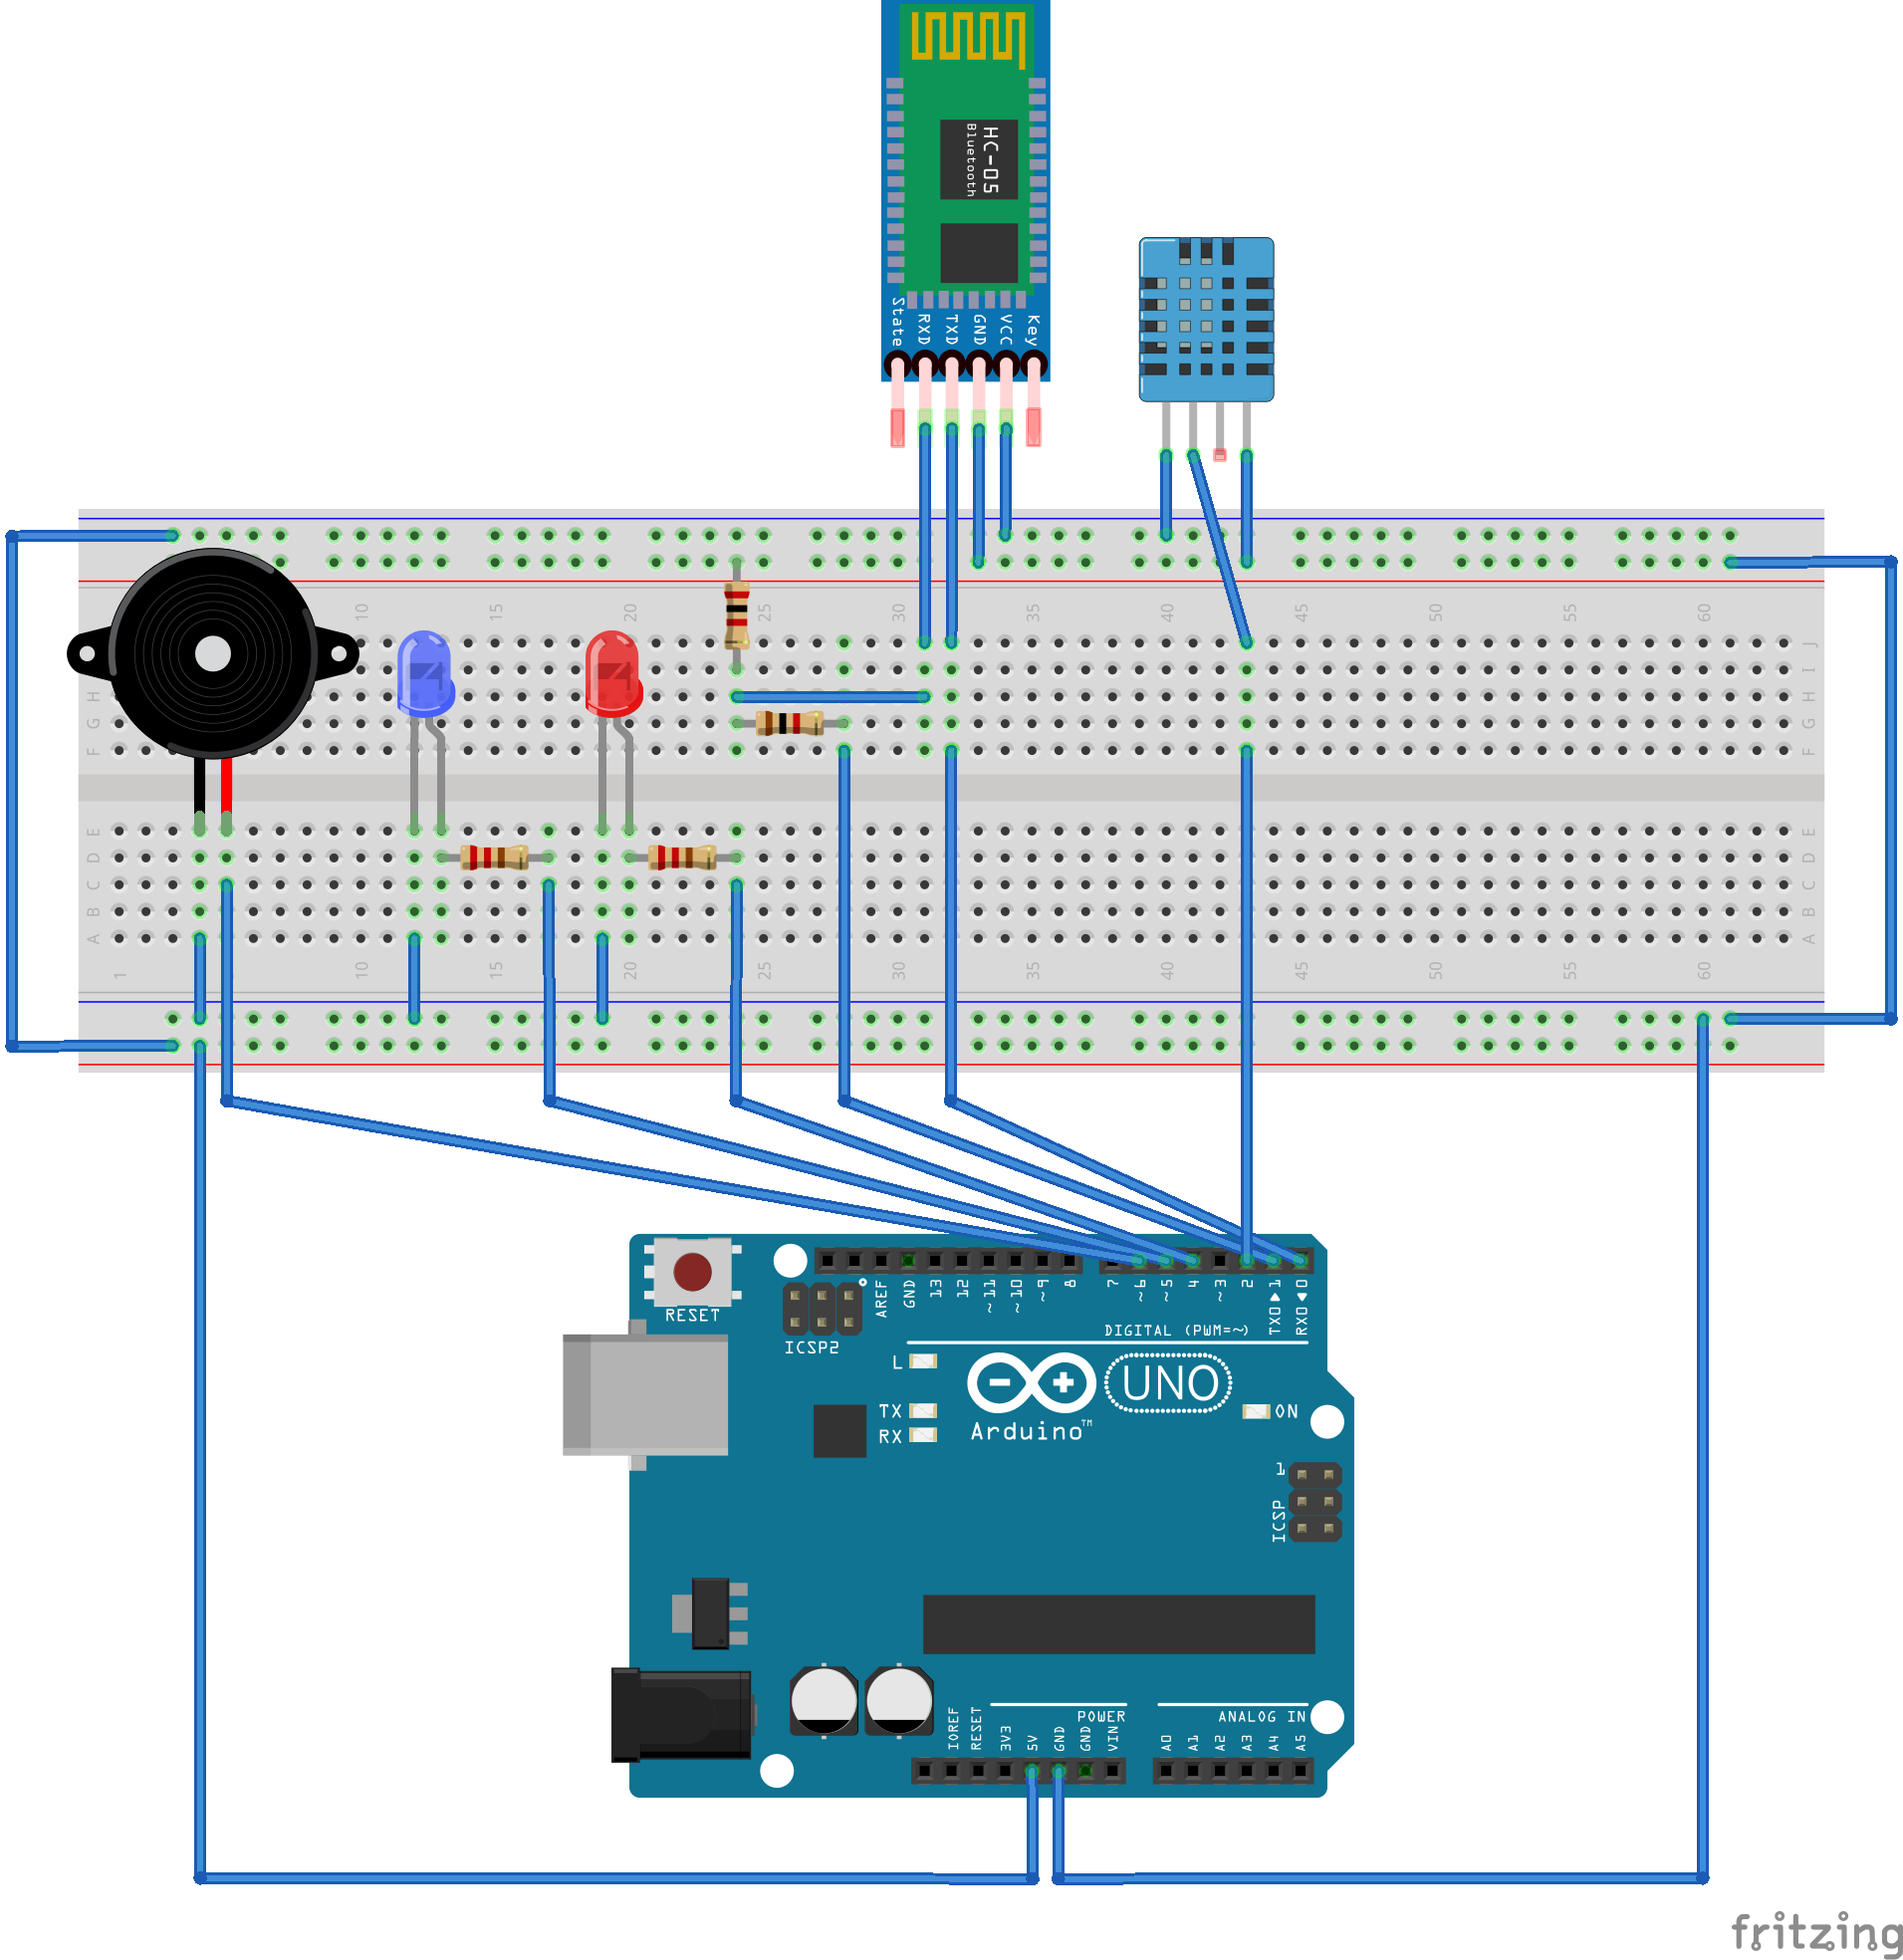 HC-05
Bluetooth
State
RXD
TXD
GND
VCC
Key
10 15 20 25 30 35 40 45 50 55 60
J J
I
H H
G G
F F
E E
D D
C C
B B
A A
1 10 15 20 25 30 35 40 45 50 55 60
RESET
ICSP2
AREF
GND
13
12
~11
~10
~9
8
7
~6
~5
4
~3
2
TX0▶1
RX0◀0
DIGITAL (PWM=~)
L
TX
RX
UNO
Arduino™
ON
1
ICSP
IOREF
RESET
3V3
5V
GND
GND
VIN
POWER
ANALOG IN
A0
A1
A2
A3
A4
A5
fritzing